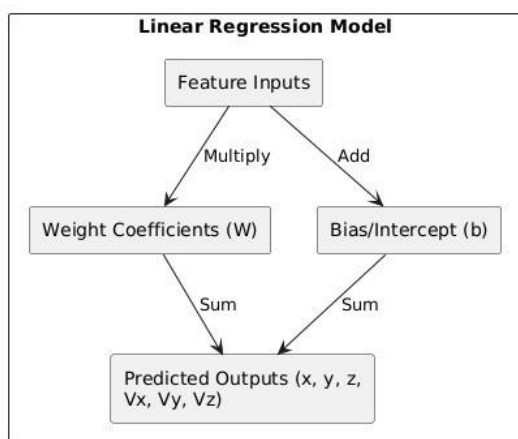 Linear Regression Model
Feature Inputs
Multiply
Add
Weight Coefficients (W)
Bias/Intercept (b)
Sum
Sum
Predicted Outputs (x, y, z,
Vx, Vy, Vz)